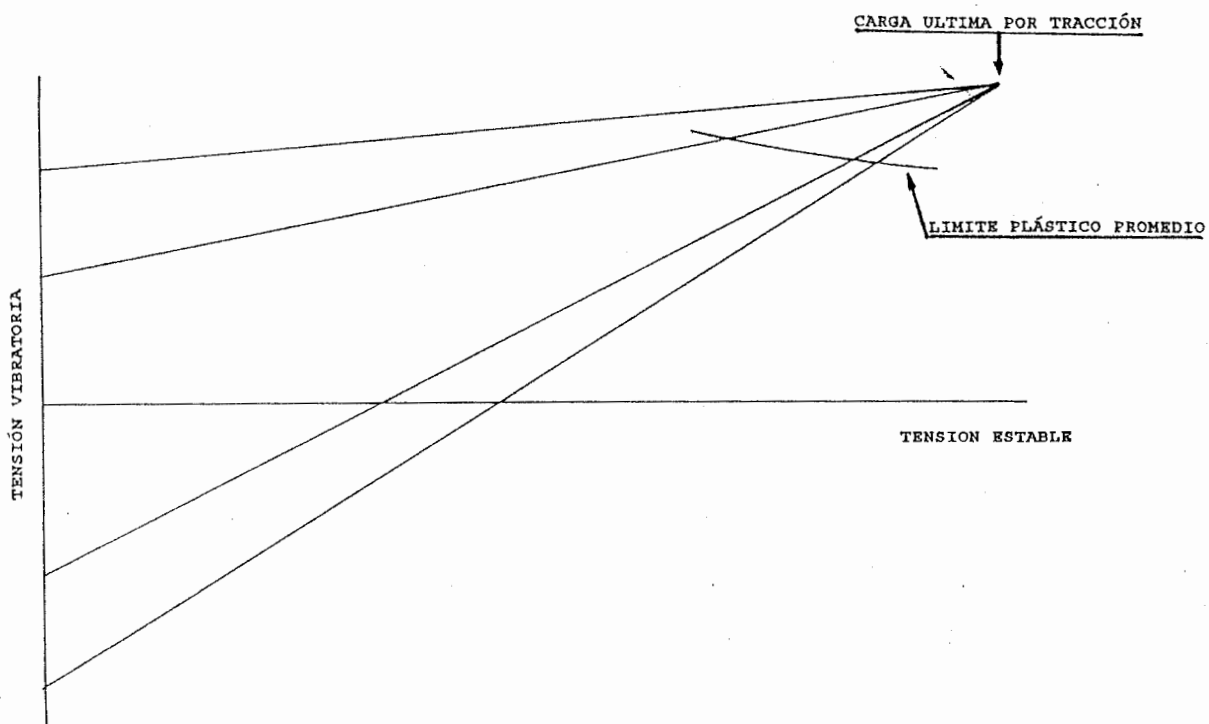 CARGA ULTIMA POR TRACCIÓN
LIMITE PLÁSTICO PROMEDIO
TENSIÓN VIBRATORIA
TENSION ESTABLE